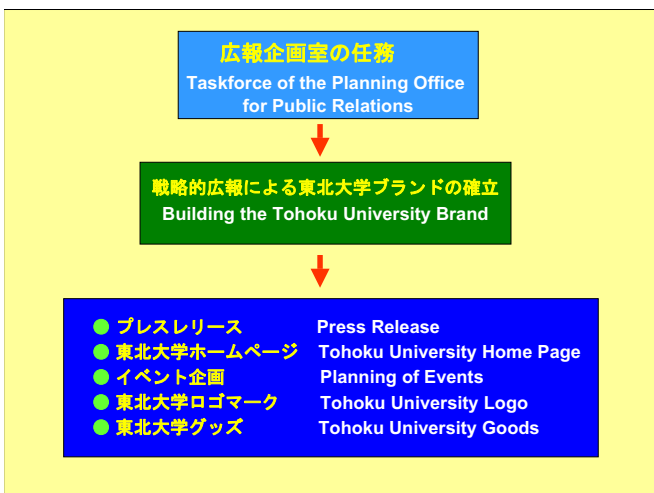 広報企画室の任務
Taskforce of the Planning Office
for Public Relations
戦略的広報による東北大学ブランドの確立
Building the Tohoku University Brand
プレスリリース Press Release
東北大学ホームページ Tohoku University Home Page
イベント企画 Planning of Events
東北大学ロゴマーク Tohoku University Logo
東北大学グッズ Tohoku University Goods